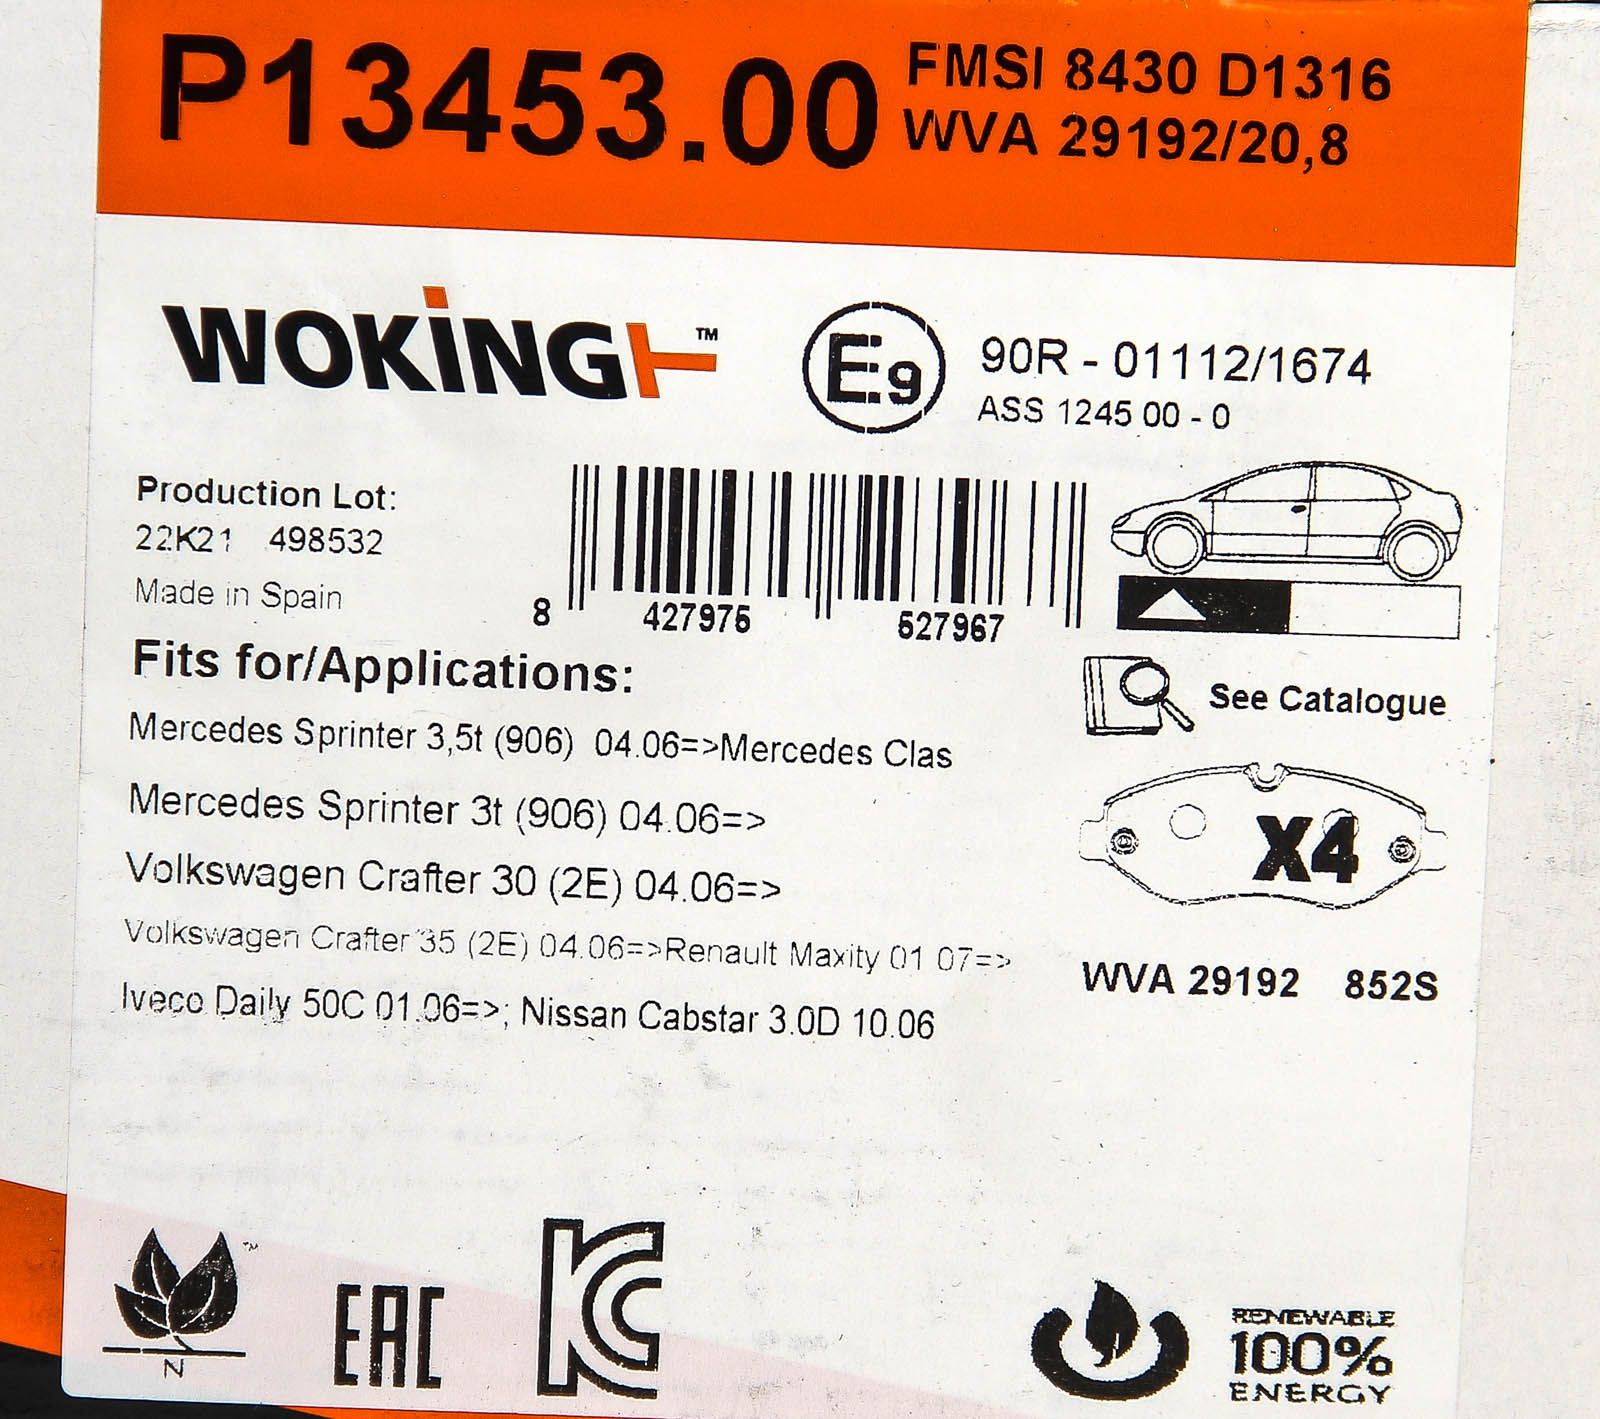 P13453.00
FMSI 8430 D1316
WVA 29192/20,8
WOKING™
E9
90R - 01112/1674
ASS 1245 00 - 0
Production Lot:
22K21 498532
Made in Spain
8 427975 527967
Fits for/Applications:
See Catalogue
Mercedes Sprinter 3,5t (906) 04.06=>Mercedes Clas
Mercedes Sprinter 3t (906) 04.06=>
Volkswagen Crafter 30 (2E) 04.06=>
X4
Volkswagen Crafter 35 (2E) 04.06=>Renault Maxity 01 07=>
WVA 29192 852S
Iveco Daily 50C 01.06=>; Nissan Cabstar 3.0D 10.06
™
N
EAC
KC
RENEWABLE
100%
ENERGY